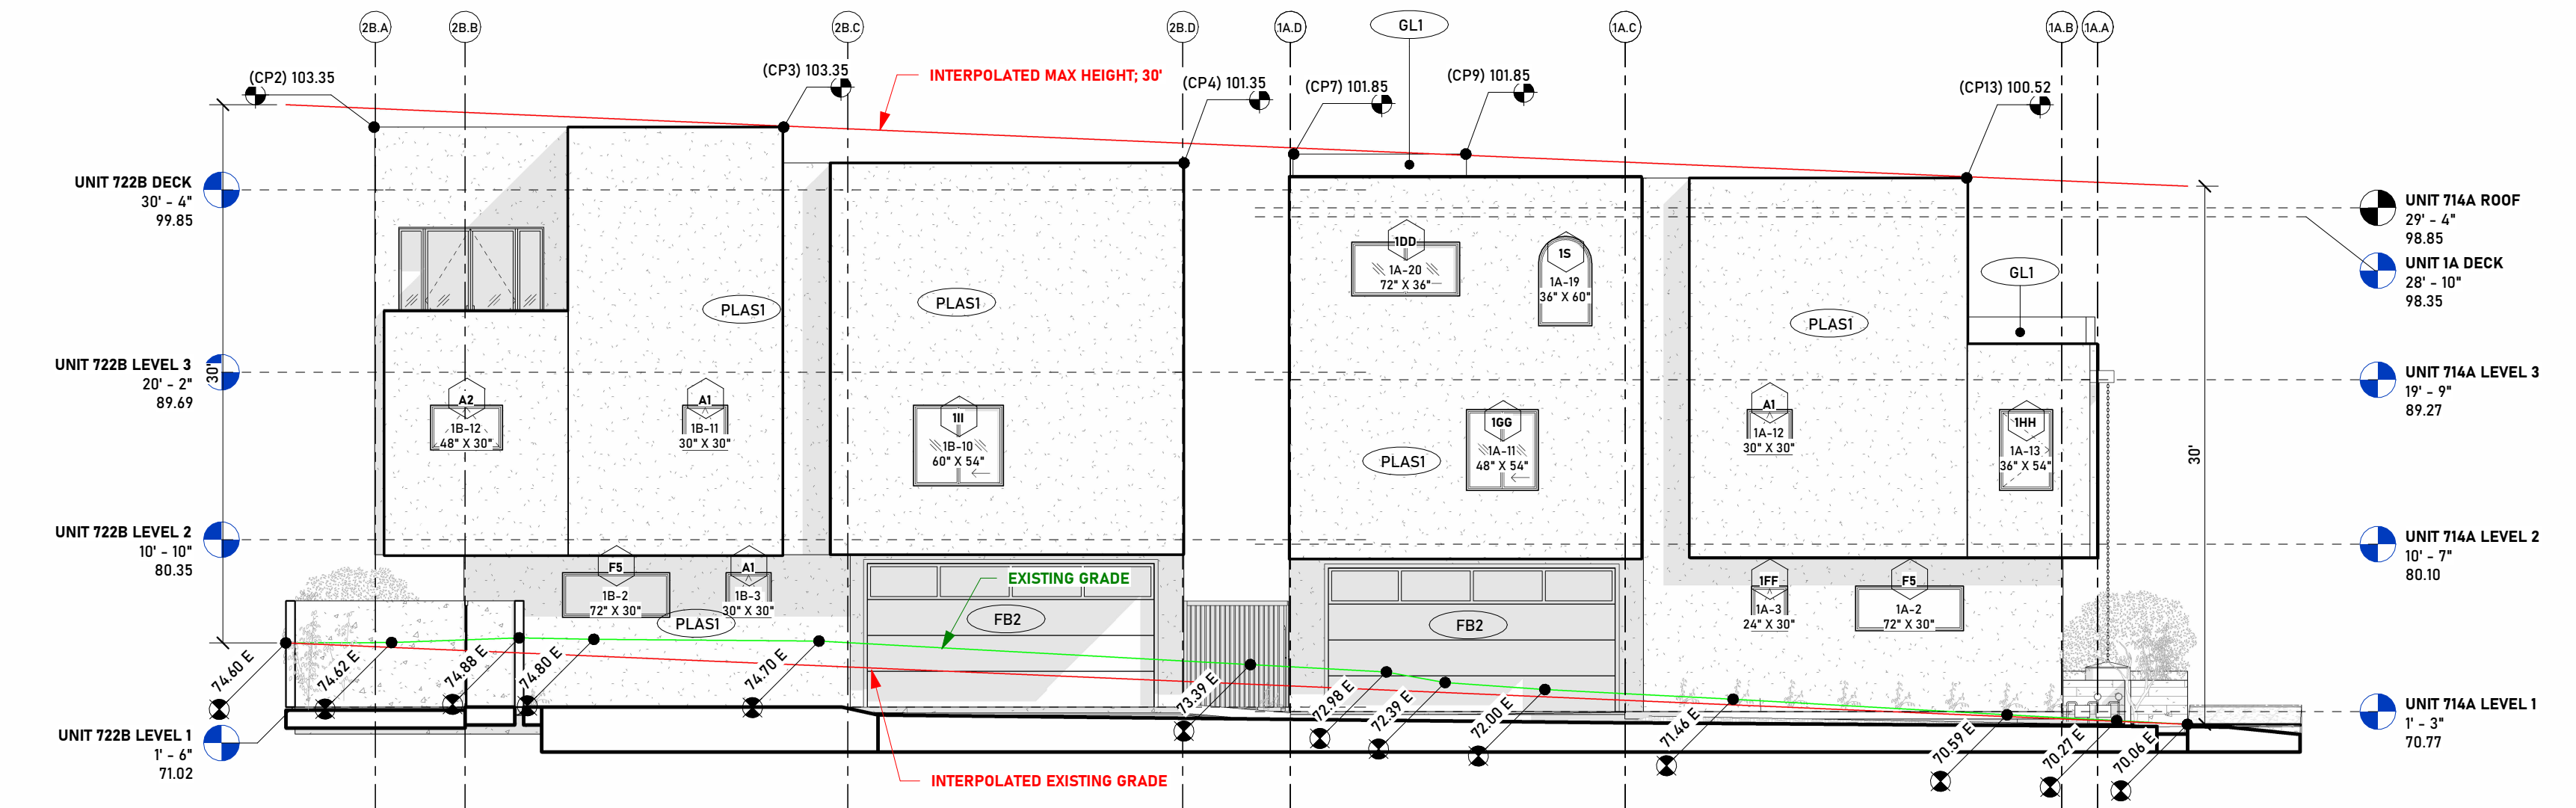 2B.A
2B.B
2B.C
2B.D
1A.D
GL1
1A.C
1A.B
1A.A
(CP2) 103.35
(CP3) 103.35
INTERPOLATED MAX HEIGHT; 30'
(CP4) 101.35
(CP7) 101.85
(CP9) 101.85
(CP13) 100.52
UNIT 722B DECK
30' - 4"
99.85
UNIT 714A ROOF
29' - 4"
98.85
UNIT 1A DECK
28' - 10"
98.35
1DD
1A-20
72" X 36"
1S
1A-19
36" X 60"
GL1
PLAS1
PLAS1
PLAS1
UNIT 722B LEVEL 3
20' - 2"
89.69
30'
UNIT 714A LEVEL 3
19' - 9"
89.27
A2
1B-12
48" X 30"
A1
1B-11
30" X 30"
1II
1B-10
60" X 54"
PLAS1
1GG
1A-11
48" X 54"
A1
1A-12
30" X 30"
1HH
1A-13
36" X 54"
30'
UNIT 722B LEVEL 2
10' - 10"
80.35
UNIT 714A LEVEL 2
10' - 7"
80.10
F5
1B-2
72" X 30"
A1
1B-3
30" X 30"
PLAS1
EXISTING GRADE
FB2
FB2
1FF
1A-3
24" X 30"
F5
1A-2
72" X 30"
74.60 E
74.62 E
74.88 E
74.80 E
74.70 E
73.39 E
72.98 E
72.39 E
72.00 E
71.46 E
70.59 E
70.27 E
70.06 E
UNIT 722B LEVEL 1
1' - 6"
71.02
UNIT 714A LEVEL 1
1' - 3"
70.77
INTERPOLATED EXISTING GRADE